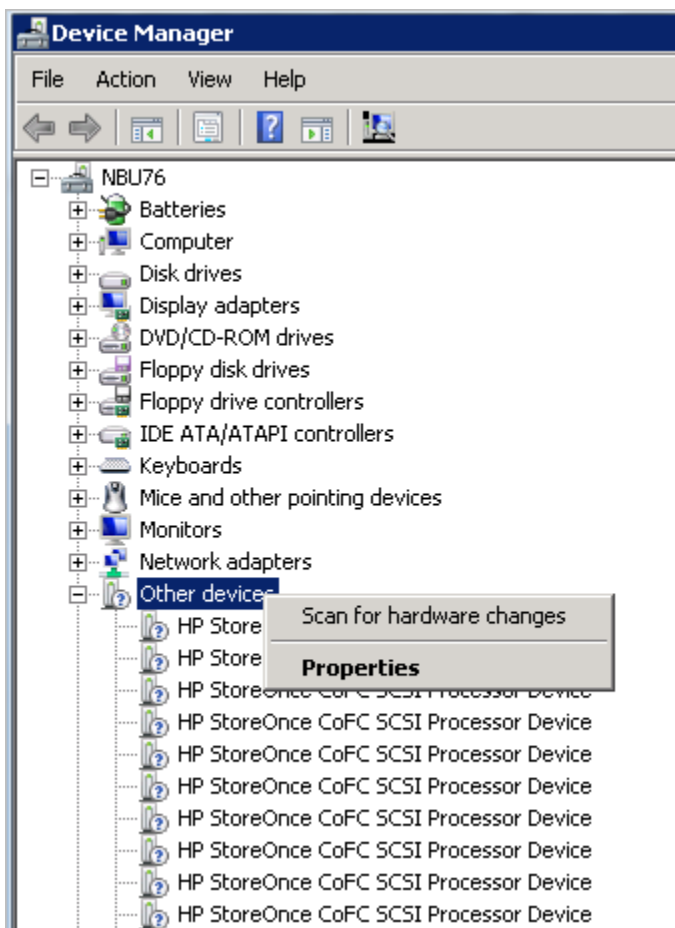 Device Manager
File Action View Help
NBU76
Batteries
Computer
Disk drives
Display adapters
DVD/CD-ROM drives
Floppy disk drives
Floppy drive controllers
IDE ATA/ATAPI controllers
Keyboards
Mice and other pointing devices
Monitors
Network adapters
Other devices
Scan for hardware changes
HP Store
HP Store
Properties
HP StoreOnce CoFC SCSI Processor Device
HP StoreOnce CoFC SCSI Processor Device
HP StoreOnce CoFC SCSI Processor Device
HP StoreOnce CoFC SCSI Processor Device
HP StoreOnce CoFC SCSI Processor Device
HP StoreOnce CoFC SCSI Processor Device
HP StoreOnce CoFC SCSI Processor Device
HP StoreOnce CoFC SCSI Processor Device